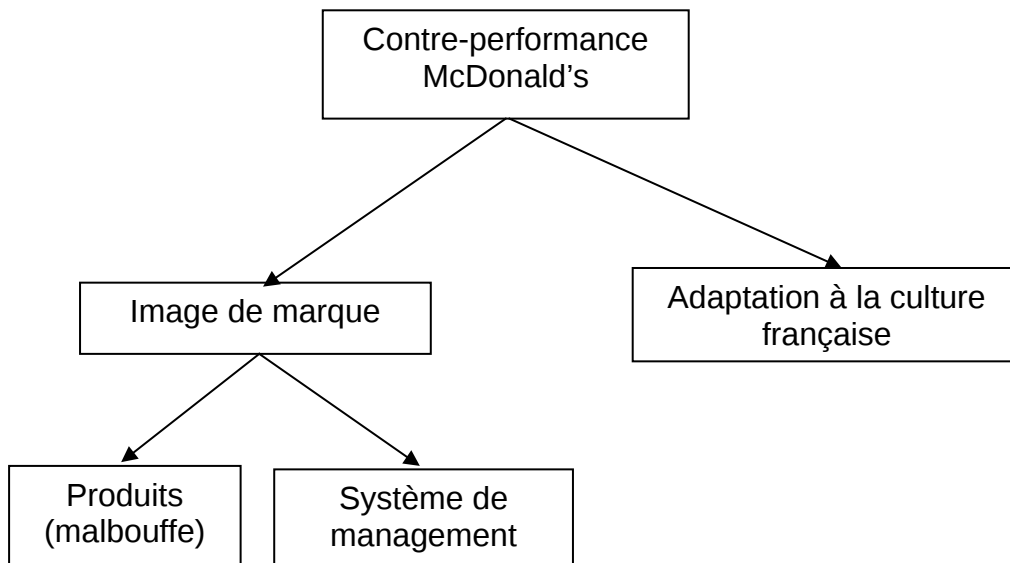 Contre-performance
McDonald’s
Image de marque
Adaptation à la culture
française
Produits
(malbouffe)
Système de
management